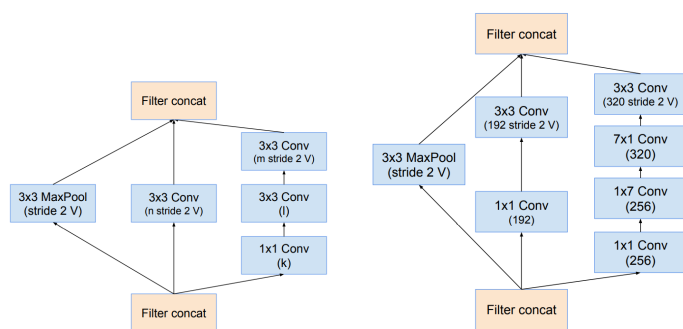 Filter concat
3x3 Conv
(m stride 2 V)
3x3 MaxPool
(stride 2 V)
3x3 Conv
(n stride 2 V)
3x3 Conv
(l)
1x1 Conv
(k)
Filter concat
Filter concat
3x3 Conv
(320 stride 2 V)
3x3 Conv
(192 stride 2 V)
7x1 Conv
(320)
3x3 MaxPool
(stride 2 V)
1x1 Conv
(192)
1x7 Conv
(256)
1x1 Conv
(256)
Filter concat